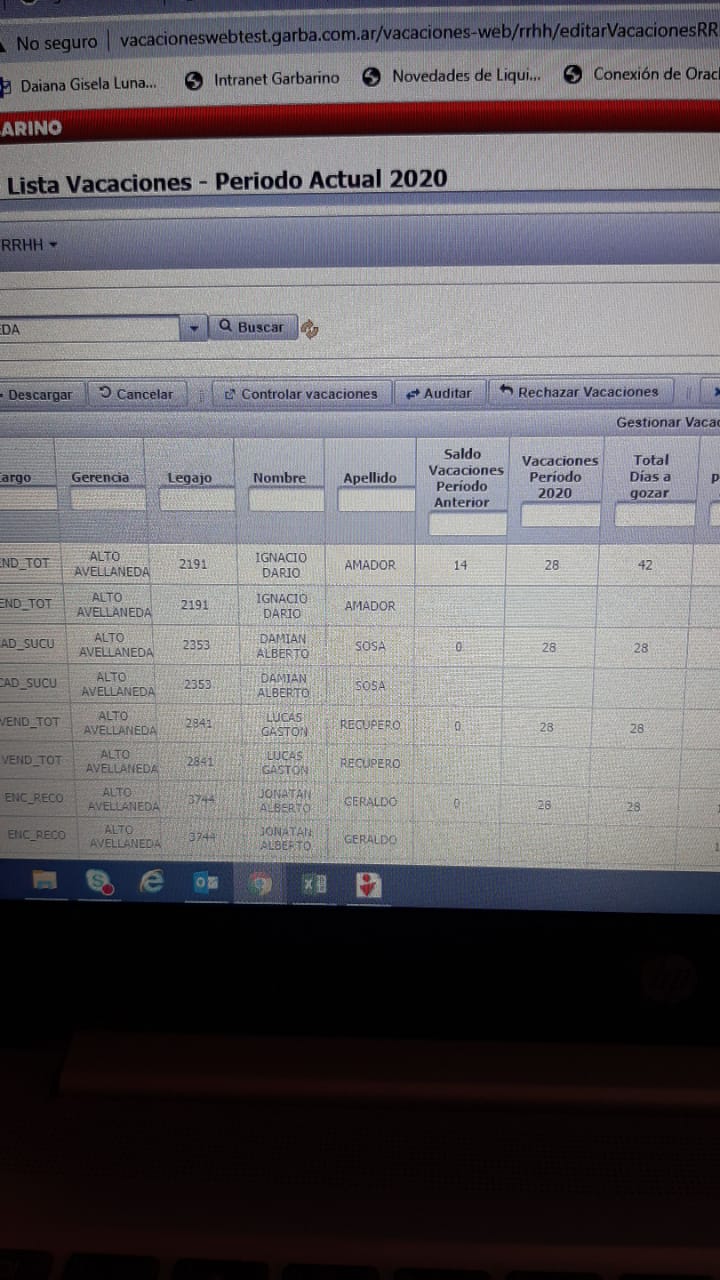 No seguro | vacacioneswebtest.garba.com.ar/vacaciones-web/rrhh/editarVacacionesRR
Daiana Gisela Luna... Intranet Garbarino Novedades de Liqui... Conexión de Orac
ARINO
Lista Vacaciones - Periodo Actual 2020
RRHH
DA Buscar
Descargar Cancelar Controlar vacaciones Auditar Rechazar Vacaciones
Gestionar Vacac
argo Gerencia Legajo Nombre Apellido Saldo Vacaciones Período Anterior Vacaciones Período 2020 Total Días a gozar P
END_TOT ALTO AVELLANEDA 2191 IGNACIO DARIO AMADOR 14 28 42
END_TOT ALTO AVELLANEDA 2191 IGNACIO DARIO AMADOR
AD_SUCU ALTO AVELLANEDA 2353 DAMIAN ALBERTO SOSA 0 28 28
CAD_SUCU ALTO AVELLANEDA 2353 DAMIAN ALBERTO SOSA
VEND_TOT ALTO AVELLANEDA 2841 LUCAS GASTON RECUPERO 0 28 28
VEND_TOT ALTO AVELLANEDA 2841 LUCAS GASTON RECUPERO
ENC_RECO ALTO AVELLANEDA 3744 JONATAN ALBERTO GERALDO 0 28 28
ENC_RECO ALTO AVELLANEDA 3744 JONATAN ALBERTO GERALDO
hp